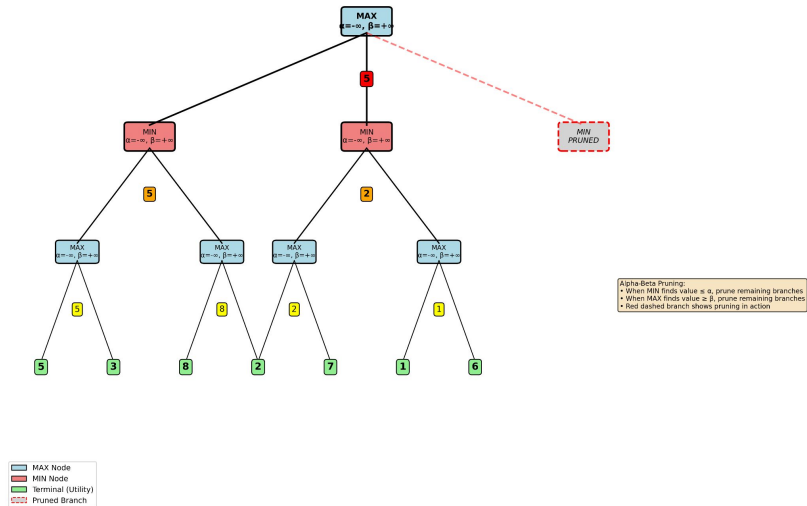 MAX
α=-∞, β=+∞
5
MIN
α=-∞, β=+∞
MIN
α=-∞, β=+∞
MIN
PRUNED
5
2
MAX
α=-∞, β=+∞
MAX
α=-∞, β=+∞
MAX
α=-∞, β=+∞
MAX
α=-∞, β=+∞
5
8
2
1
5
3
8
2
7
1
6
Alpha-Beta Pruning:
• When MIN finds value ≤ α, prune remaining branches
• When MAX finds value ≥ β, prune remaining branches
• Red dashed branch shows pruning in action
MAX Node
MIN Node
Terminal (Utility)
Pruned Branch